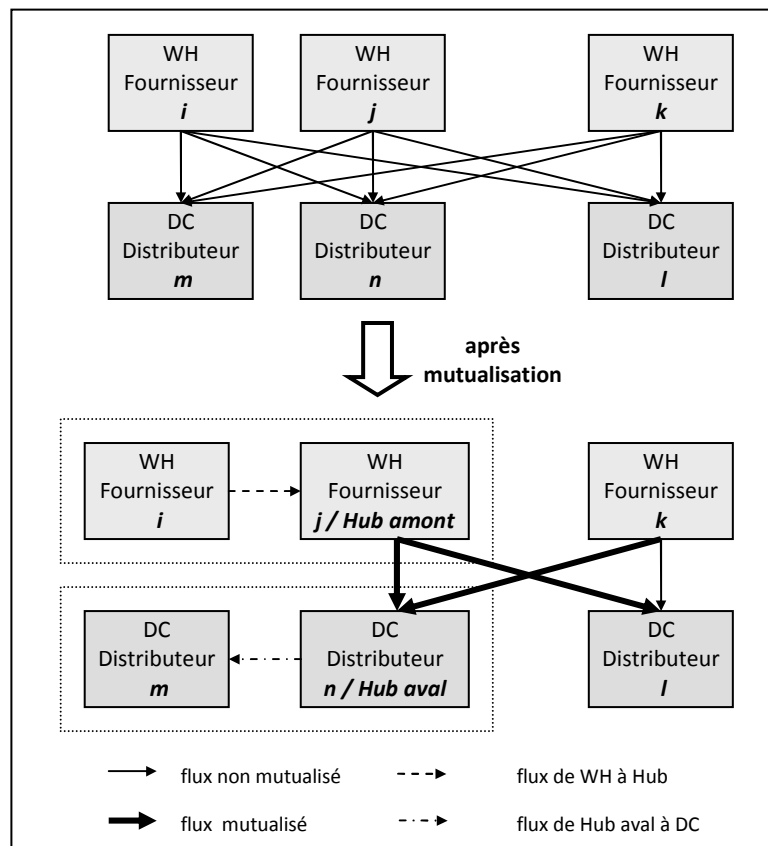 WH
Fournisseur
i
WH
Fournisseur
j
WH
Fournisseur
k
DC
Distributeur
m
DC
Distributeur
n
DC
Distributeur
l
après
mutualisation
WH
Fournisseur
i
WH
Fournisseur
j / Hub amont
WH
Fournisseur
k
DC
Distributeur
m
DC
Distributeur
n / Hub aval
DC
Distributeur
l
flux non mutualisé
flux de WH à Hub
flux mutualisé
flux de Hub aval à DC